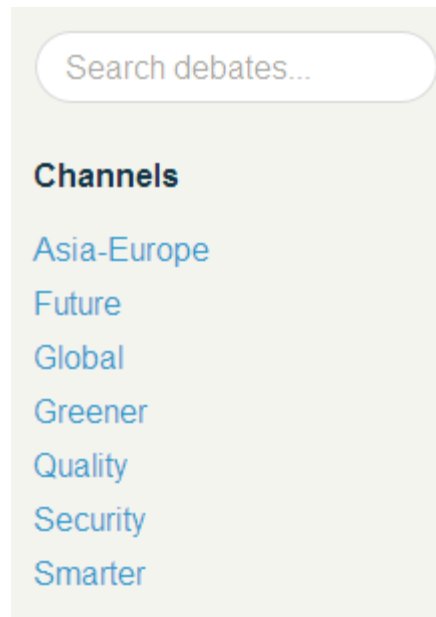 Search debates...
Channels
Asia-Europe
Future
Global
Greener
Quality
Security
Smarter